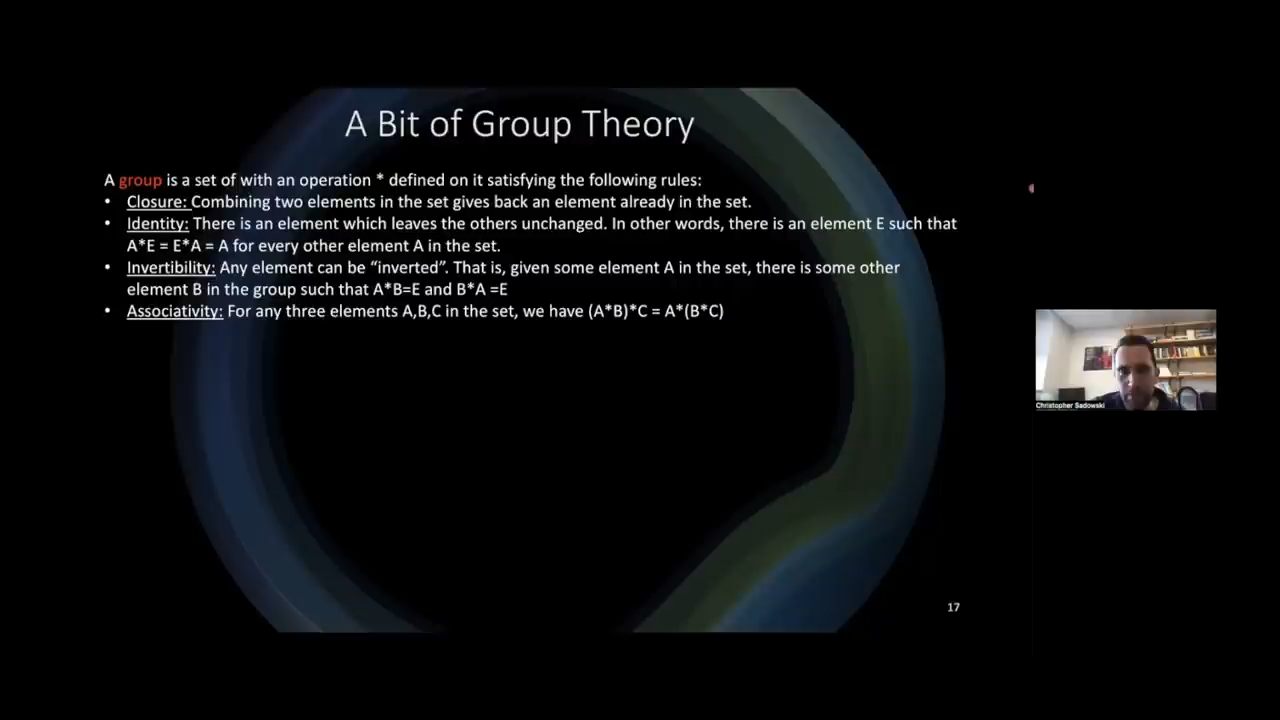 A Bit of Group Theory
A group is a set of with an operation * defined on it satisfying the following rules:
• Closure: Combining two elements in the set gives back an element already in the set.
• Identity: There is an element which leaves the others unchanged. In other words, there is an element E such that
A*E = E*A = A for every other element A in the set.
• Invertibility: Any element can be “inverted”. That is, given some element A in the set, there is some other
element B in the group such that A*B=E and B*A =E
• Associativity: For any three elements A,B,C in the set, we have (A*B)*C = A*(B*C)
Christopher Sadowski
17